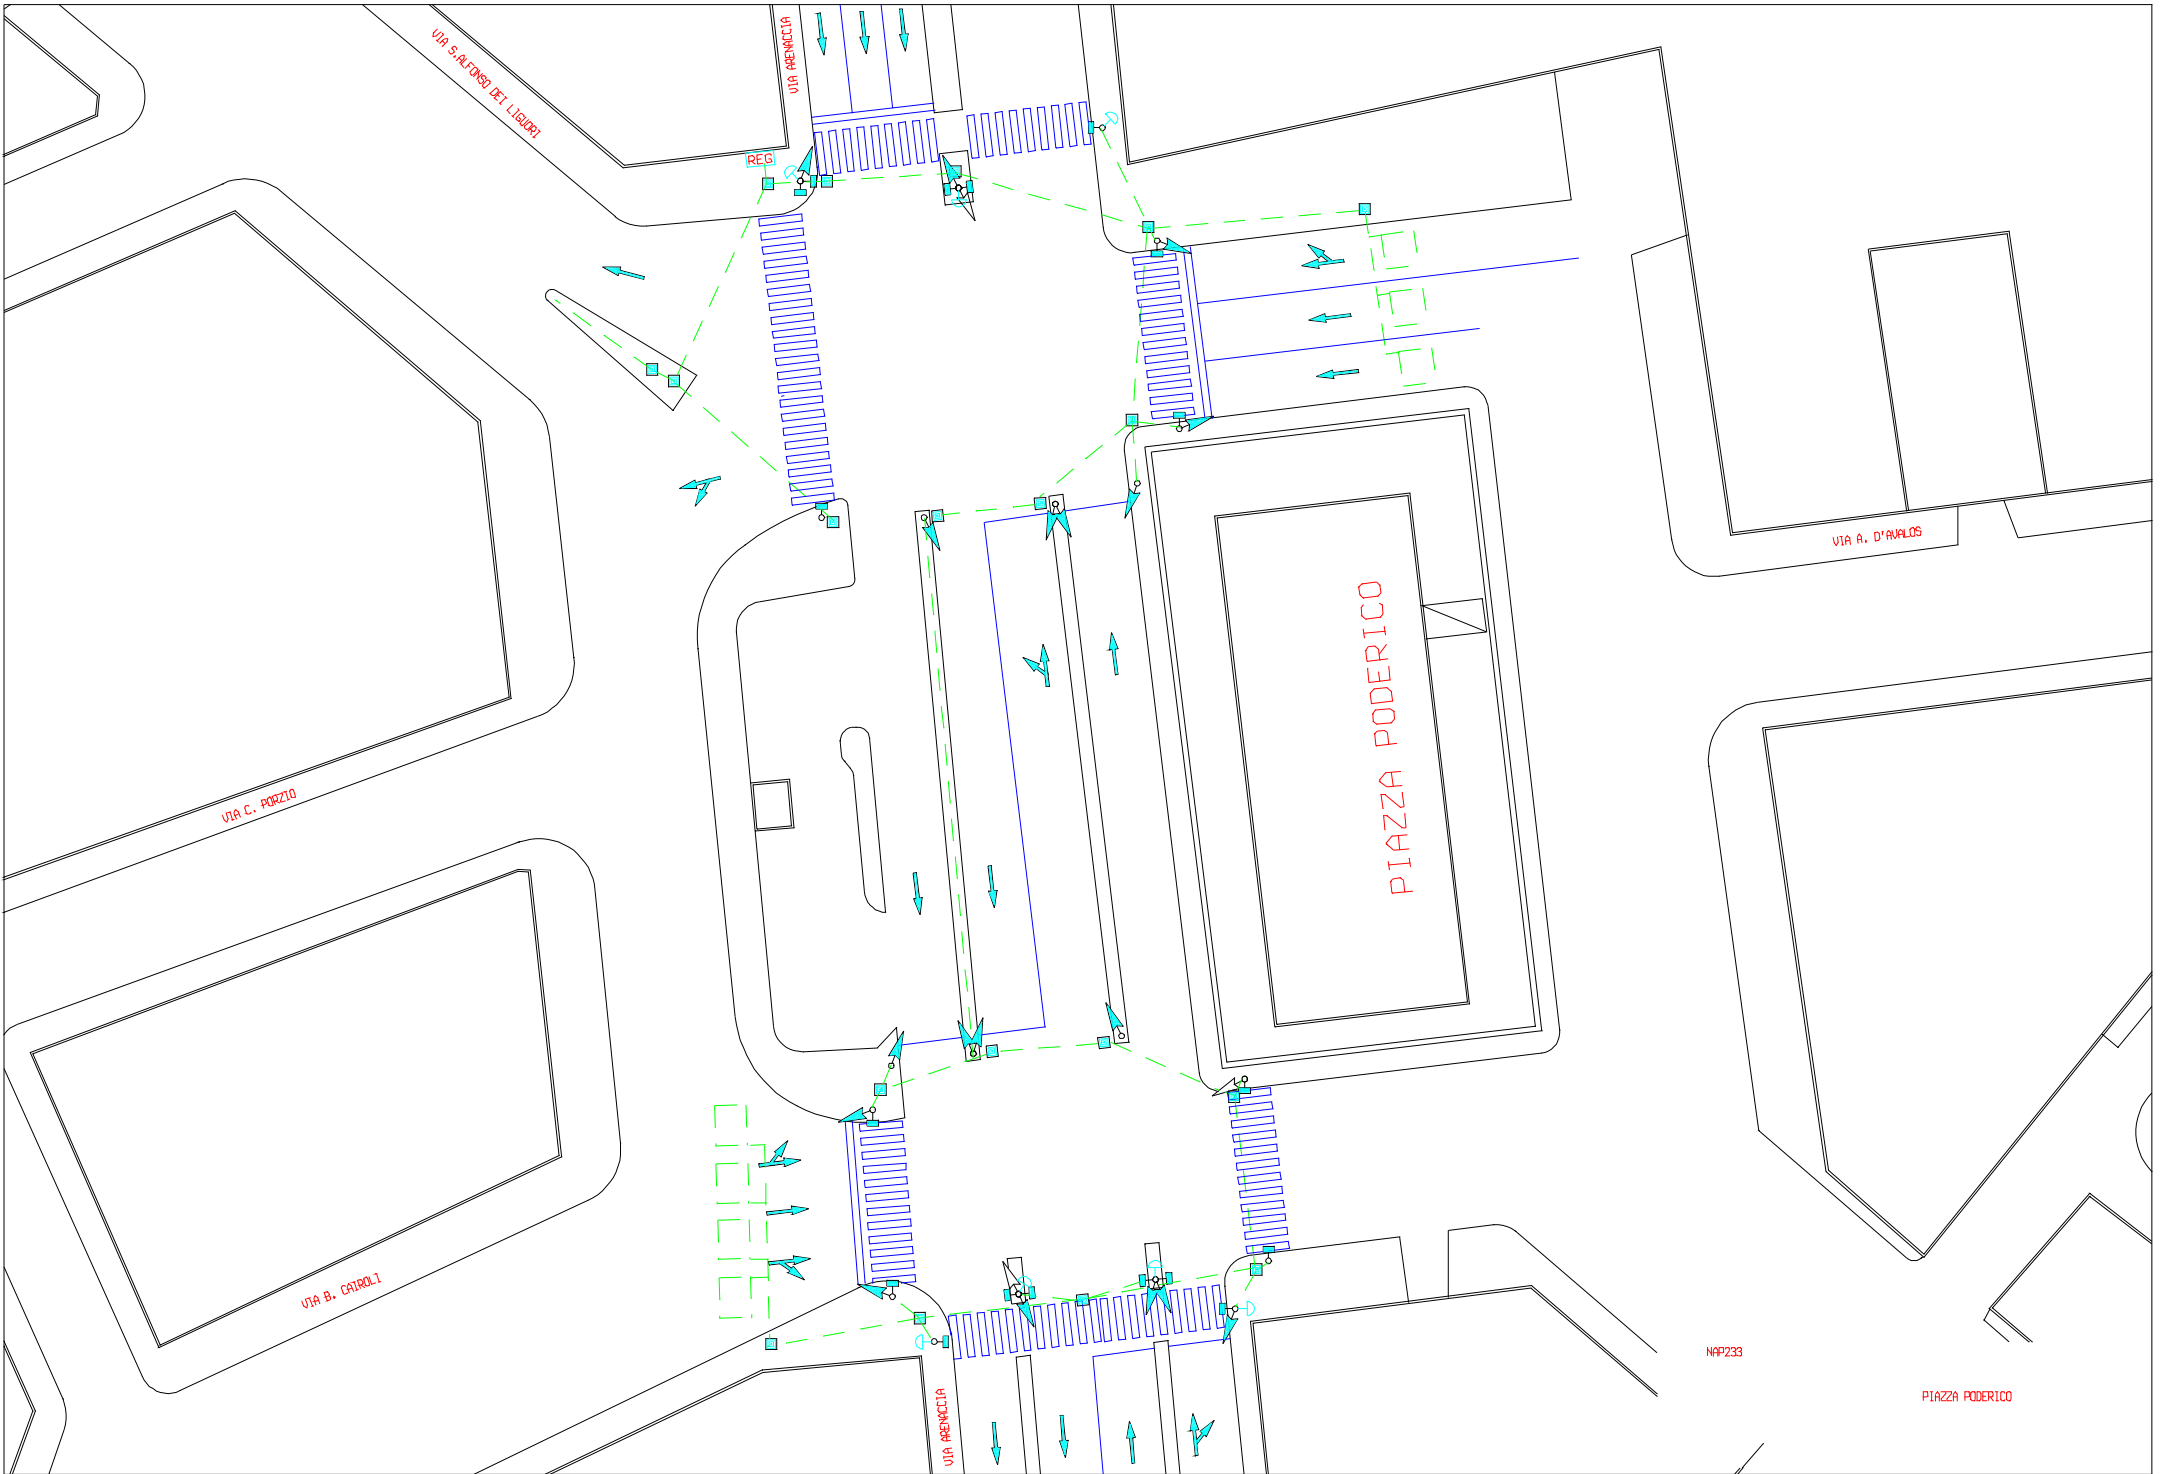 VIA S.ALFONSO DEI LIGUORI
VIA ARENACCIA
REG
VIA A. D'AVALOS
PIAZZA PODERICO
VIA C. PORZIO
VIA B. CAIROLI
VIA ARENACCIA
NAP233
PIAZZA PODERICO